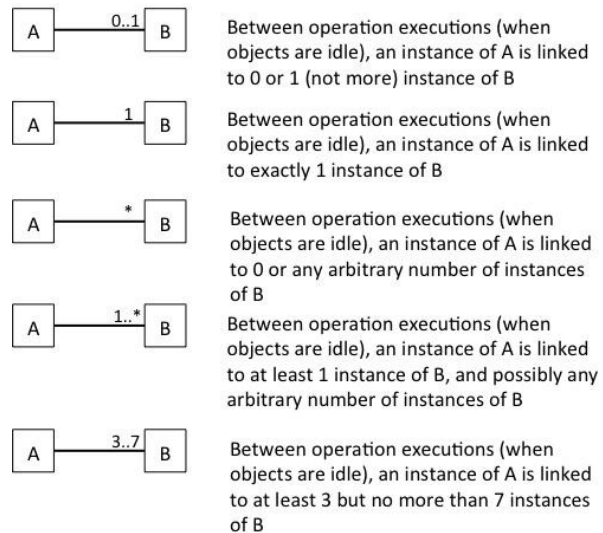 A 0..1 B
Between operation executions (when
objects are idle), an instance of A is linked
to 0 or 1 (not more) instance of B
A 1 B
Between operation executions (when
objects are idle), an instance of A is linked
to exactly 1 instance of B
A * B
Between operation executions (when
objects are idle), an instance of A is linked
to 0 or any arbitrary number of instances
of B
A 1..* B
Between operation executions (when
objects are idle), an instance of A is linked
to at least 1 instance of B, and possibly any
arbitrary number of instances of B
A 3..7 B
Between operation executions (when
objects are idle), an instance of A is linked
to at least 3 but no more than 7 instances
of B